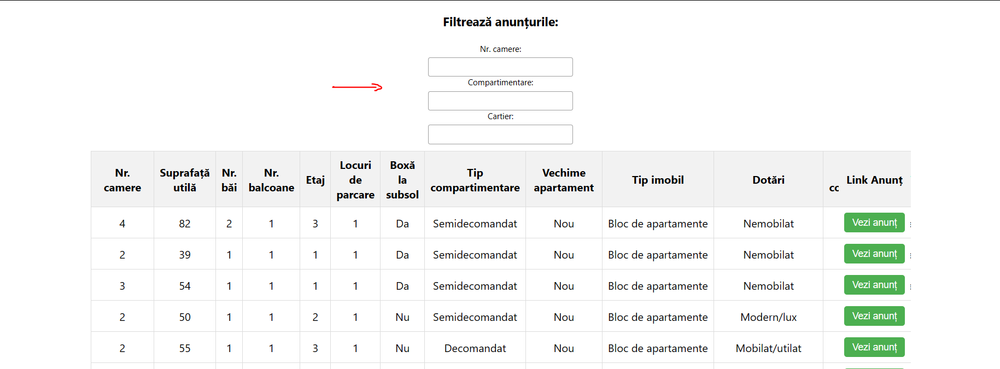 Filtrează anunțurile:
Nr. camere:
Compartimentare:
Cartier:
Nr. camere Suprafață utilă Nr. băi Nr. balcoane Etaj Locuri de parcare Boxă la subsol Tip compartimentare Vechime apartament Tip imobil Dotări Link Anunț
4 82 2 1 3 1 Da Semidecomandat Nou Bloc de apartamente Nemobilat Vezi anunț
2 39 1 1 1 1 Da Semidecomandat Nou Bloc de apartamente Nemobilat Vezi anunț
3 54 1 1 1 1 Da Semidecomandat Nou Bloc de apartamente Nemobilat Vezi anunț
2 50 1 1 2 1 Nu Semidecomandat Nou Bloc de apartamente Modern/lux Vezi anunț
2 55 1 1 3 1 Nu Decomandat Nou Bloc de apartamente Mobilat/utilat Vezi anunț